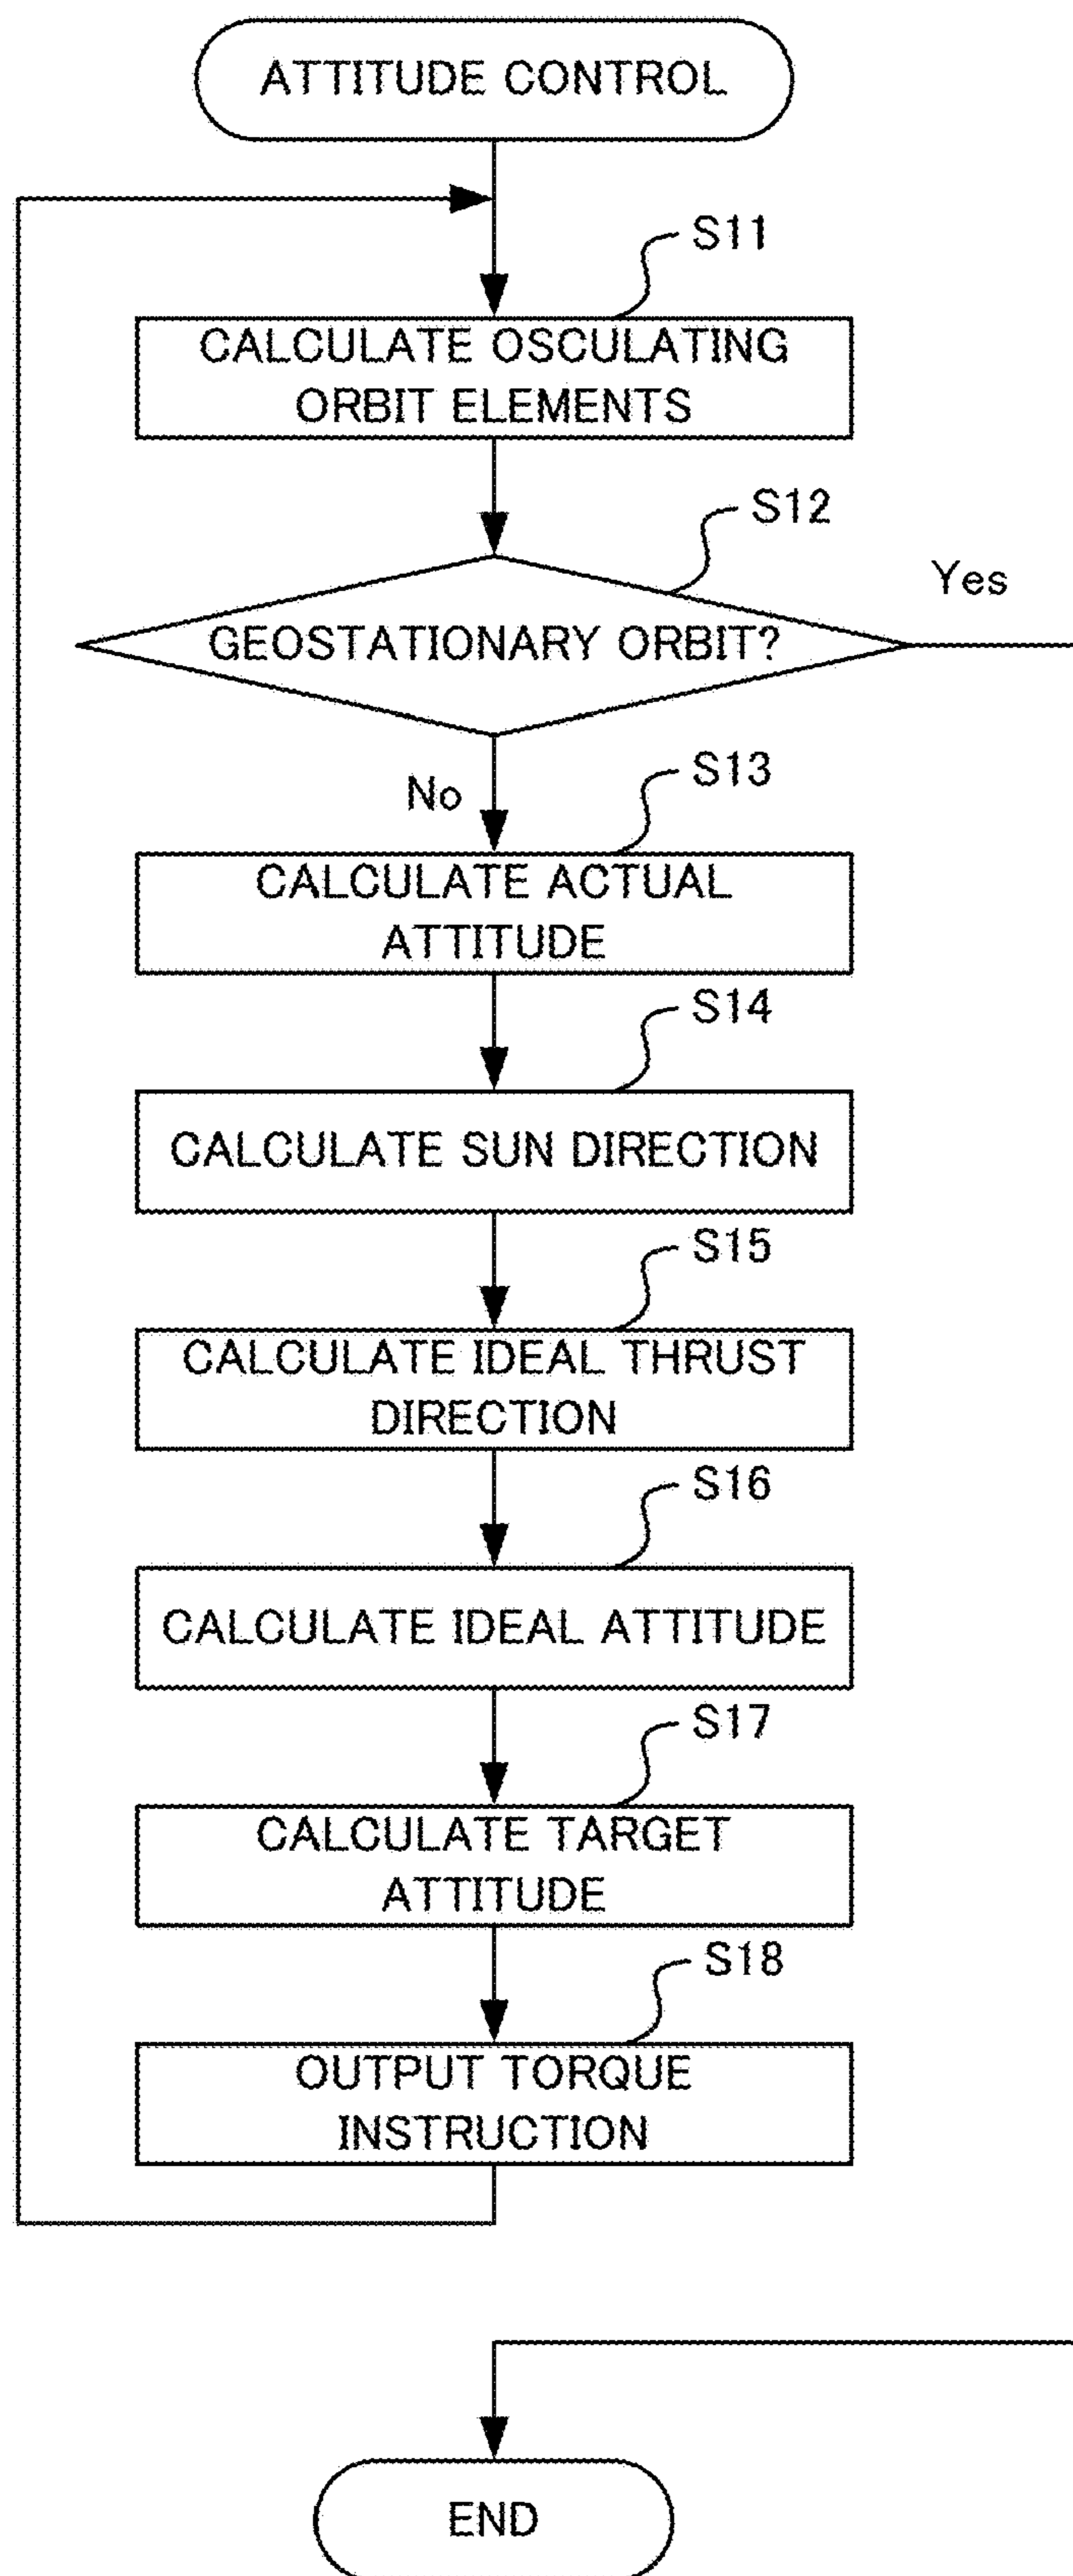 ATTITUDE CONTROL
S11
CALCULATE OSCULATING
ORBIT ELEMENTS
S12
Yes
GEOSTATIONARY ORBIT?
S13
No
CALCULATE ACTUAL
ATTITUDE
S14
CALCULATE SUN DIRECTION
S15
CALCULATE IDEAL THRUST
DIRECTION
S16
CALCULATE IDEAL ATTITUDE
S17
CALCULATE TARGET
ATTITUDE
S18
OUTPUT TORQUE
INSTRUCTION
END